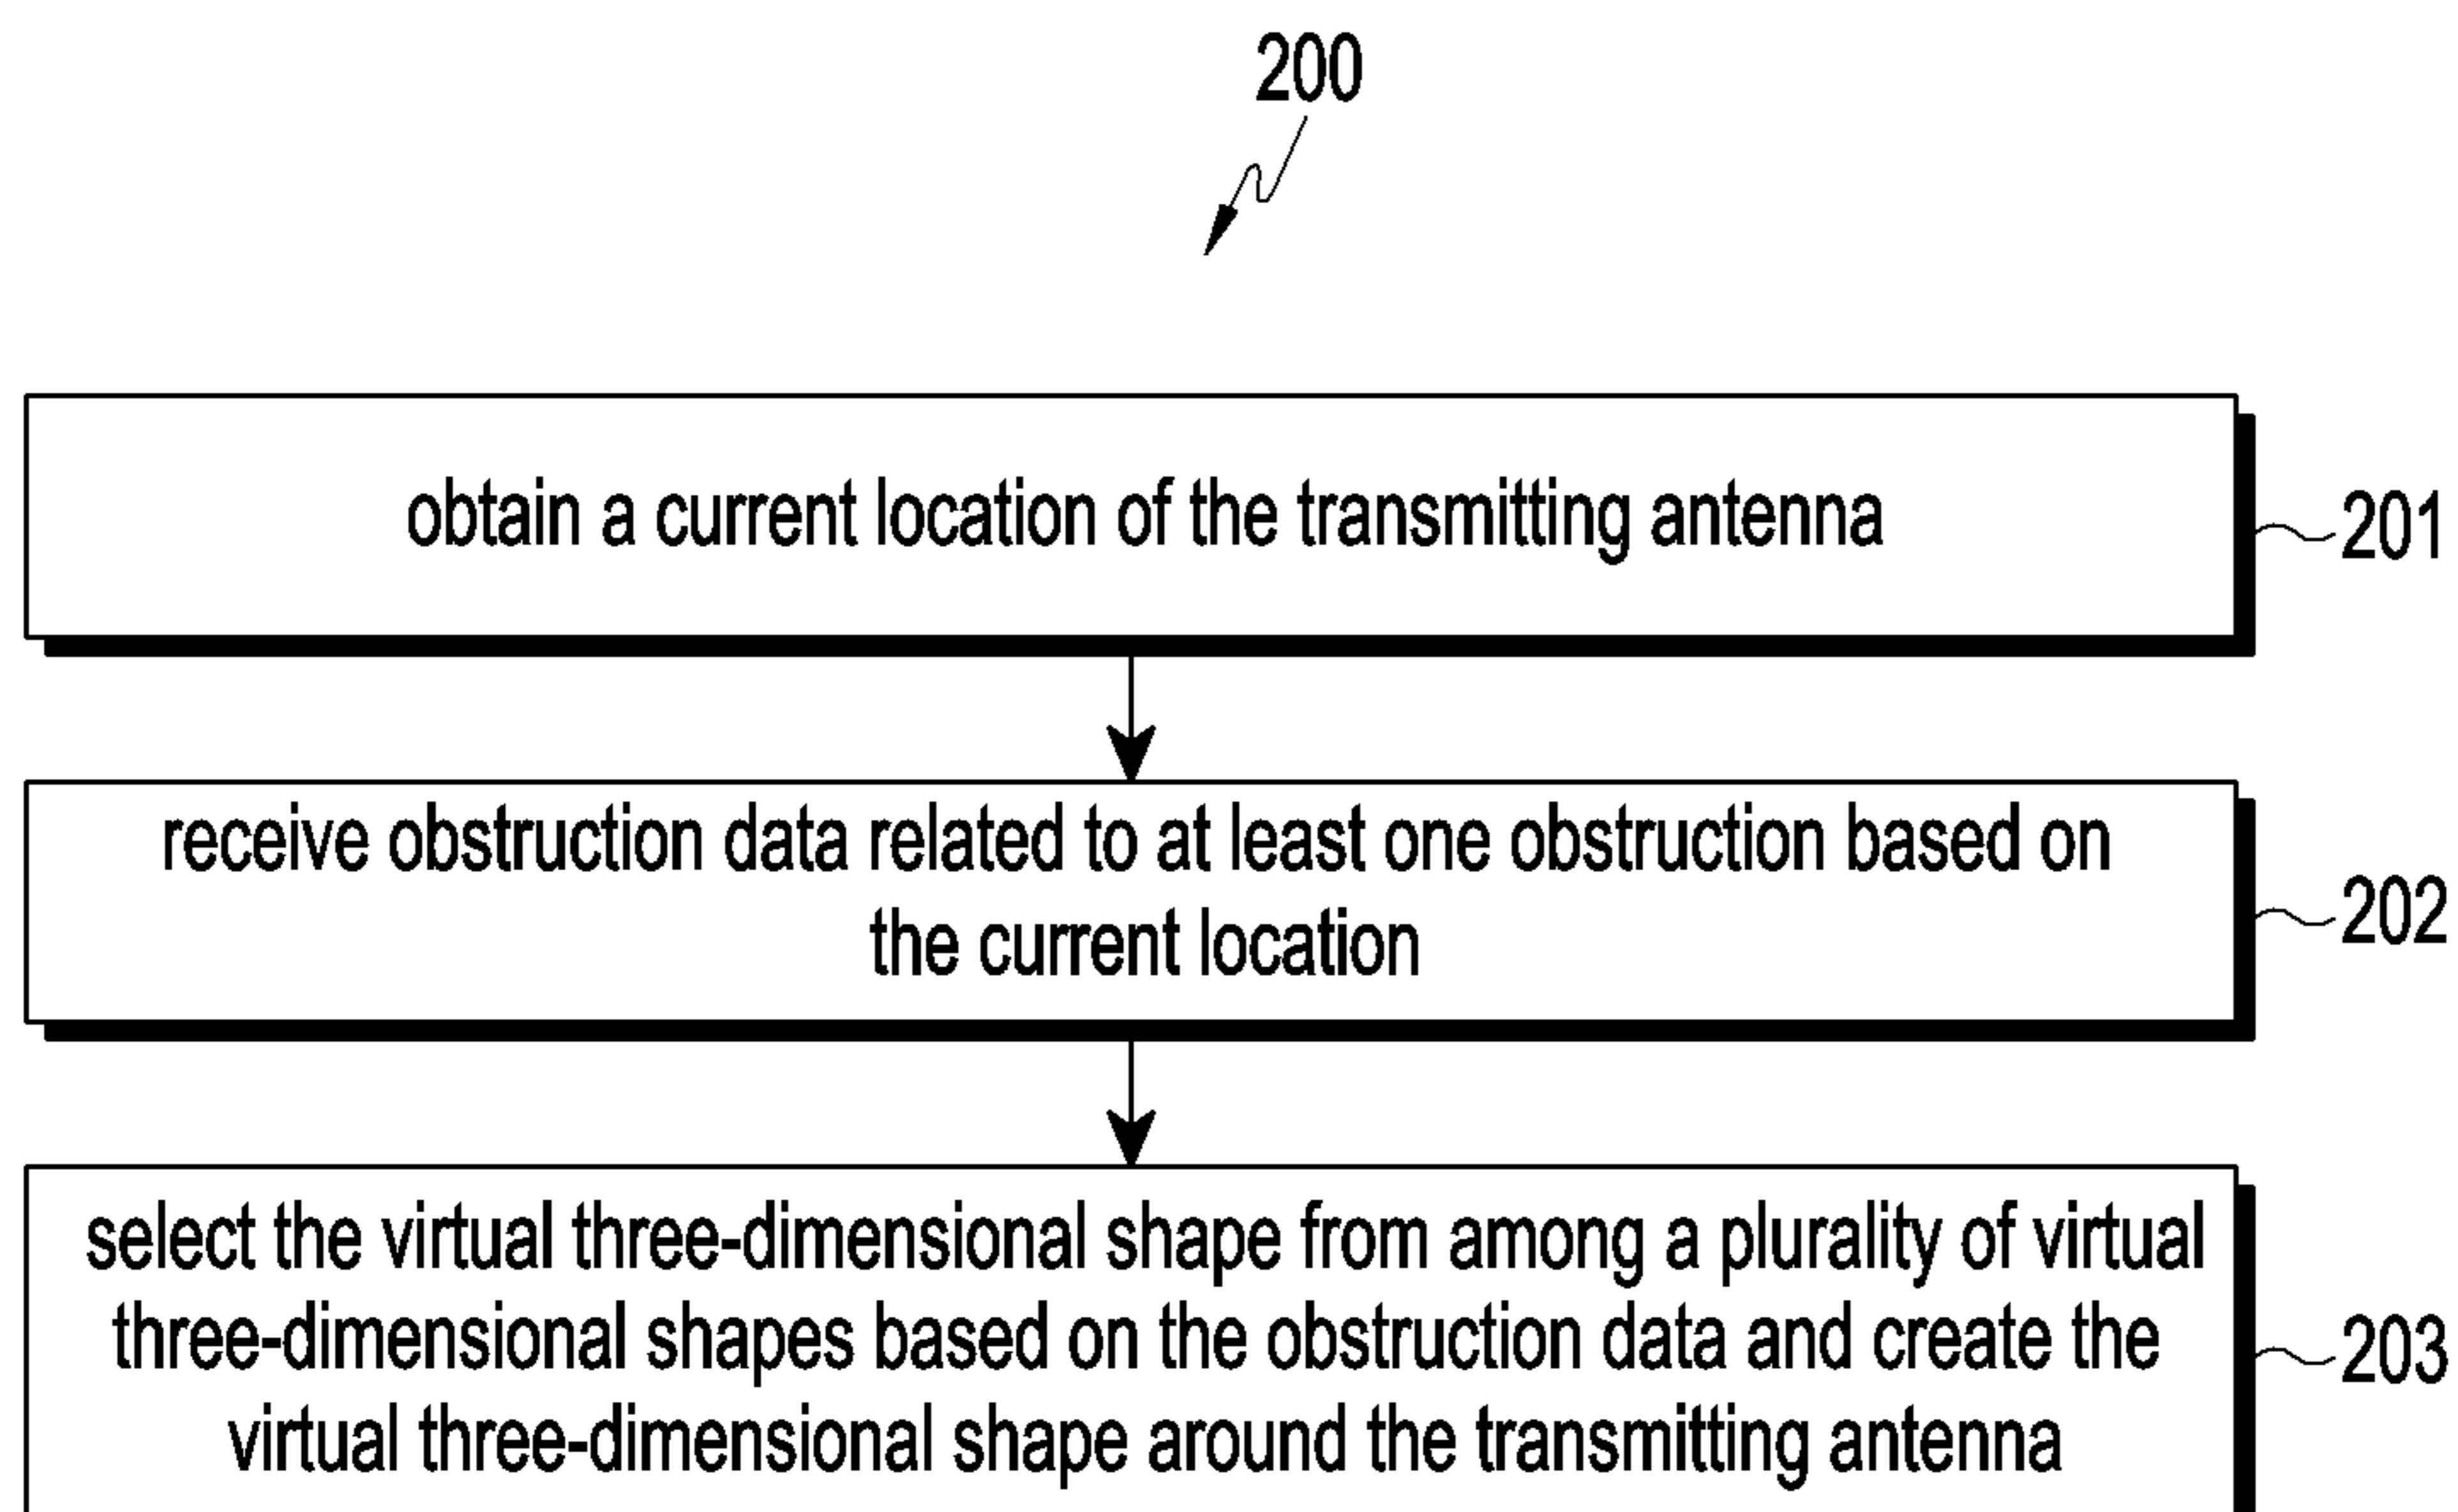 200
obtain a current location of the transmitting antenna
201
receive obstruction data related to at least one obstruction based on
the current location
202
select the virtual three-dimensional shape from among a plurality of virtual
three-dimensional shapes based on the obstruction data and create the
virtual three-dimensional shape around the transmitting antenna
203